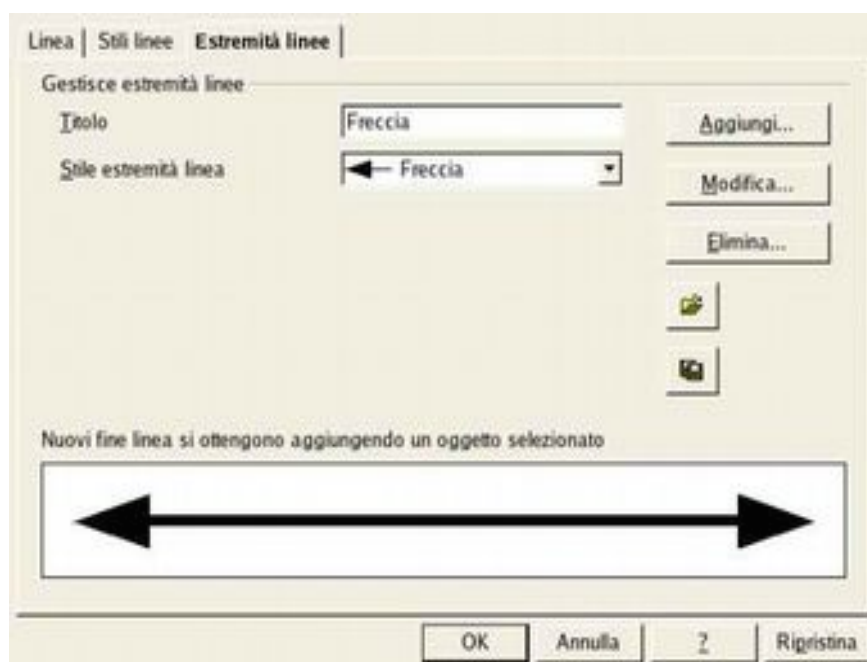 Linea Stili linee Estremità linee
Gestisce estremità linee
Titolo Freccia Aggiungi...
Stile estremità linea Freccia Modifica...
Elimina...
Nuovi fine linea si ottengono aggiungendo un oggetto selezionato
OK Annulla ? Ripristina